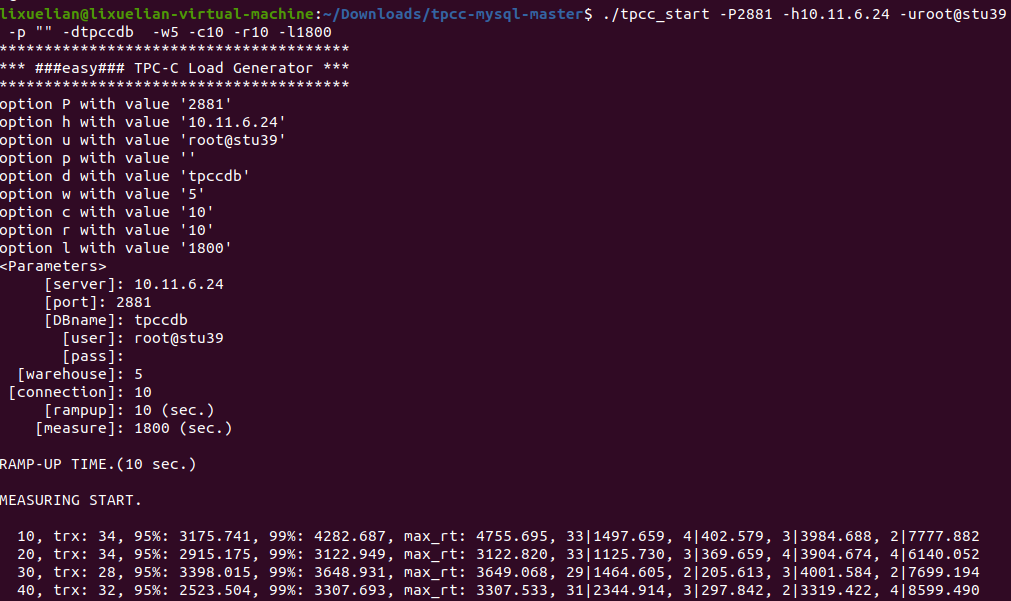 lixuelian@lixuelian-virtual-machine:~/Downloads/tpcc-mysql-master$ ./tpcc_start -P2881 -h10.11.6.24 -uroot@stu39
 -p "" -dtpccdb  -w5 -c10 -r10 -l1800
***************************************
*** ###easy### TPC-C Load Generator ***
***************************************
option P with value '2881'
option h with value '10.11.6.24'
option u with value 'root@stu39'
option p with value ''
option d with value 'tpccdb'
option w with value '5'
option c with value '10'
option r with value '10'
option l with value '1800'
<Parameters>
     [server]: 10.11.6.24
     [port]: 2881
     [DBname]: tpccdb
       [user]: root@stu39
       [pass]:
  [warehouse]: 5
 [connection]: 10
     [rampup]: 10 (sec.)
    [measure]: 1800 (sec.)
RAMP-UP TIME.(10 sec.)
MEASURING START.
  10, trx: 34, 95%: 3175.741, 99%: 4282.687, max_rt: 4755.695, 33|1497.659, 4|402.579, 3|3984.688, 2|7777.882
  20, trx: 34, 95%: 2915.175, 99%: 3122.949, max_rt: 3122.820, 33|1125.730, 3|369.659, 4|3904.674, 4|6140.052
  30, trx: 28, 95%: 3398.015, 99%: 3648.931, max_rt: 3649.068, 29|1464.605, 2|205.613, 3|4001.584, 2|7699.194
  40, trx: 32, 95%: 2523.504, 99%: 3307.693, max_rt: 3307.533, 31|2344.914, 3|297.842, 2|3319.422, 4|8599.490